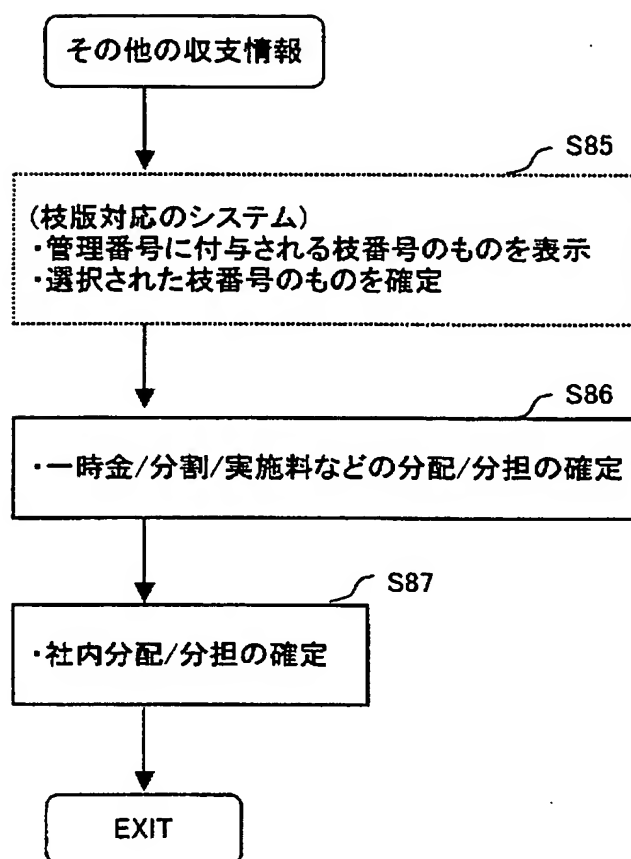 その他の収支情報
S85
(枝版対応のシステム)
・管理番号に付与される枝番号のものを表示
・選択された枝番号のものを確定
S86
・一時金/分割/実施料などの分配/分担の確定
S87
・社内分配/分担の確定
EXIT